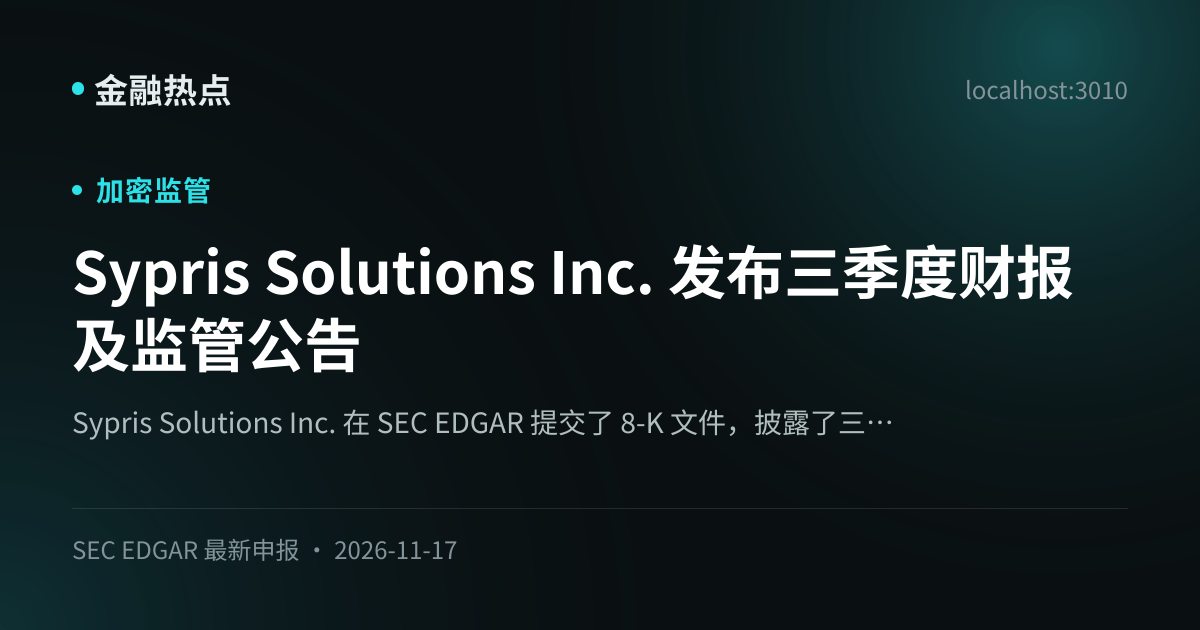 金融热点
localhost:3010
加密监管
Sypris Solutions Inc. 发布三季度财报
及监管公告
Sypris Solutions Inc. 在 SEC EDGAR 提交了 8-K 文件，披露了三…
SEC EDGAR 最新申报 · 2026-11-17